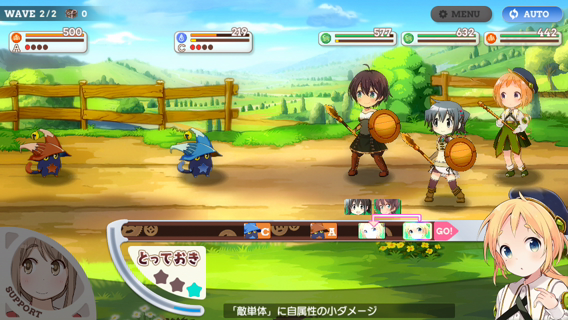 WAVE 2/2 0
MENU
AUTO
500
A
219
C
577
632
442
C
A
GO!
とっておき
SUPPORT
「敵単体」に自属性の小ダメージ